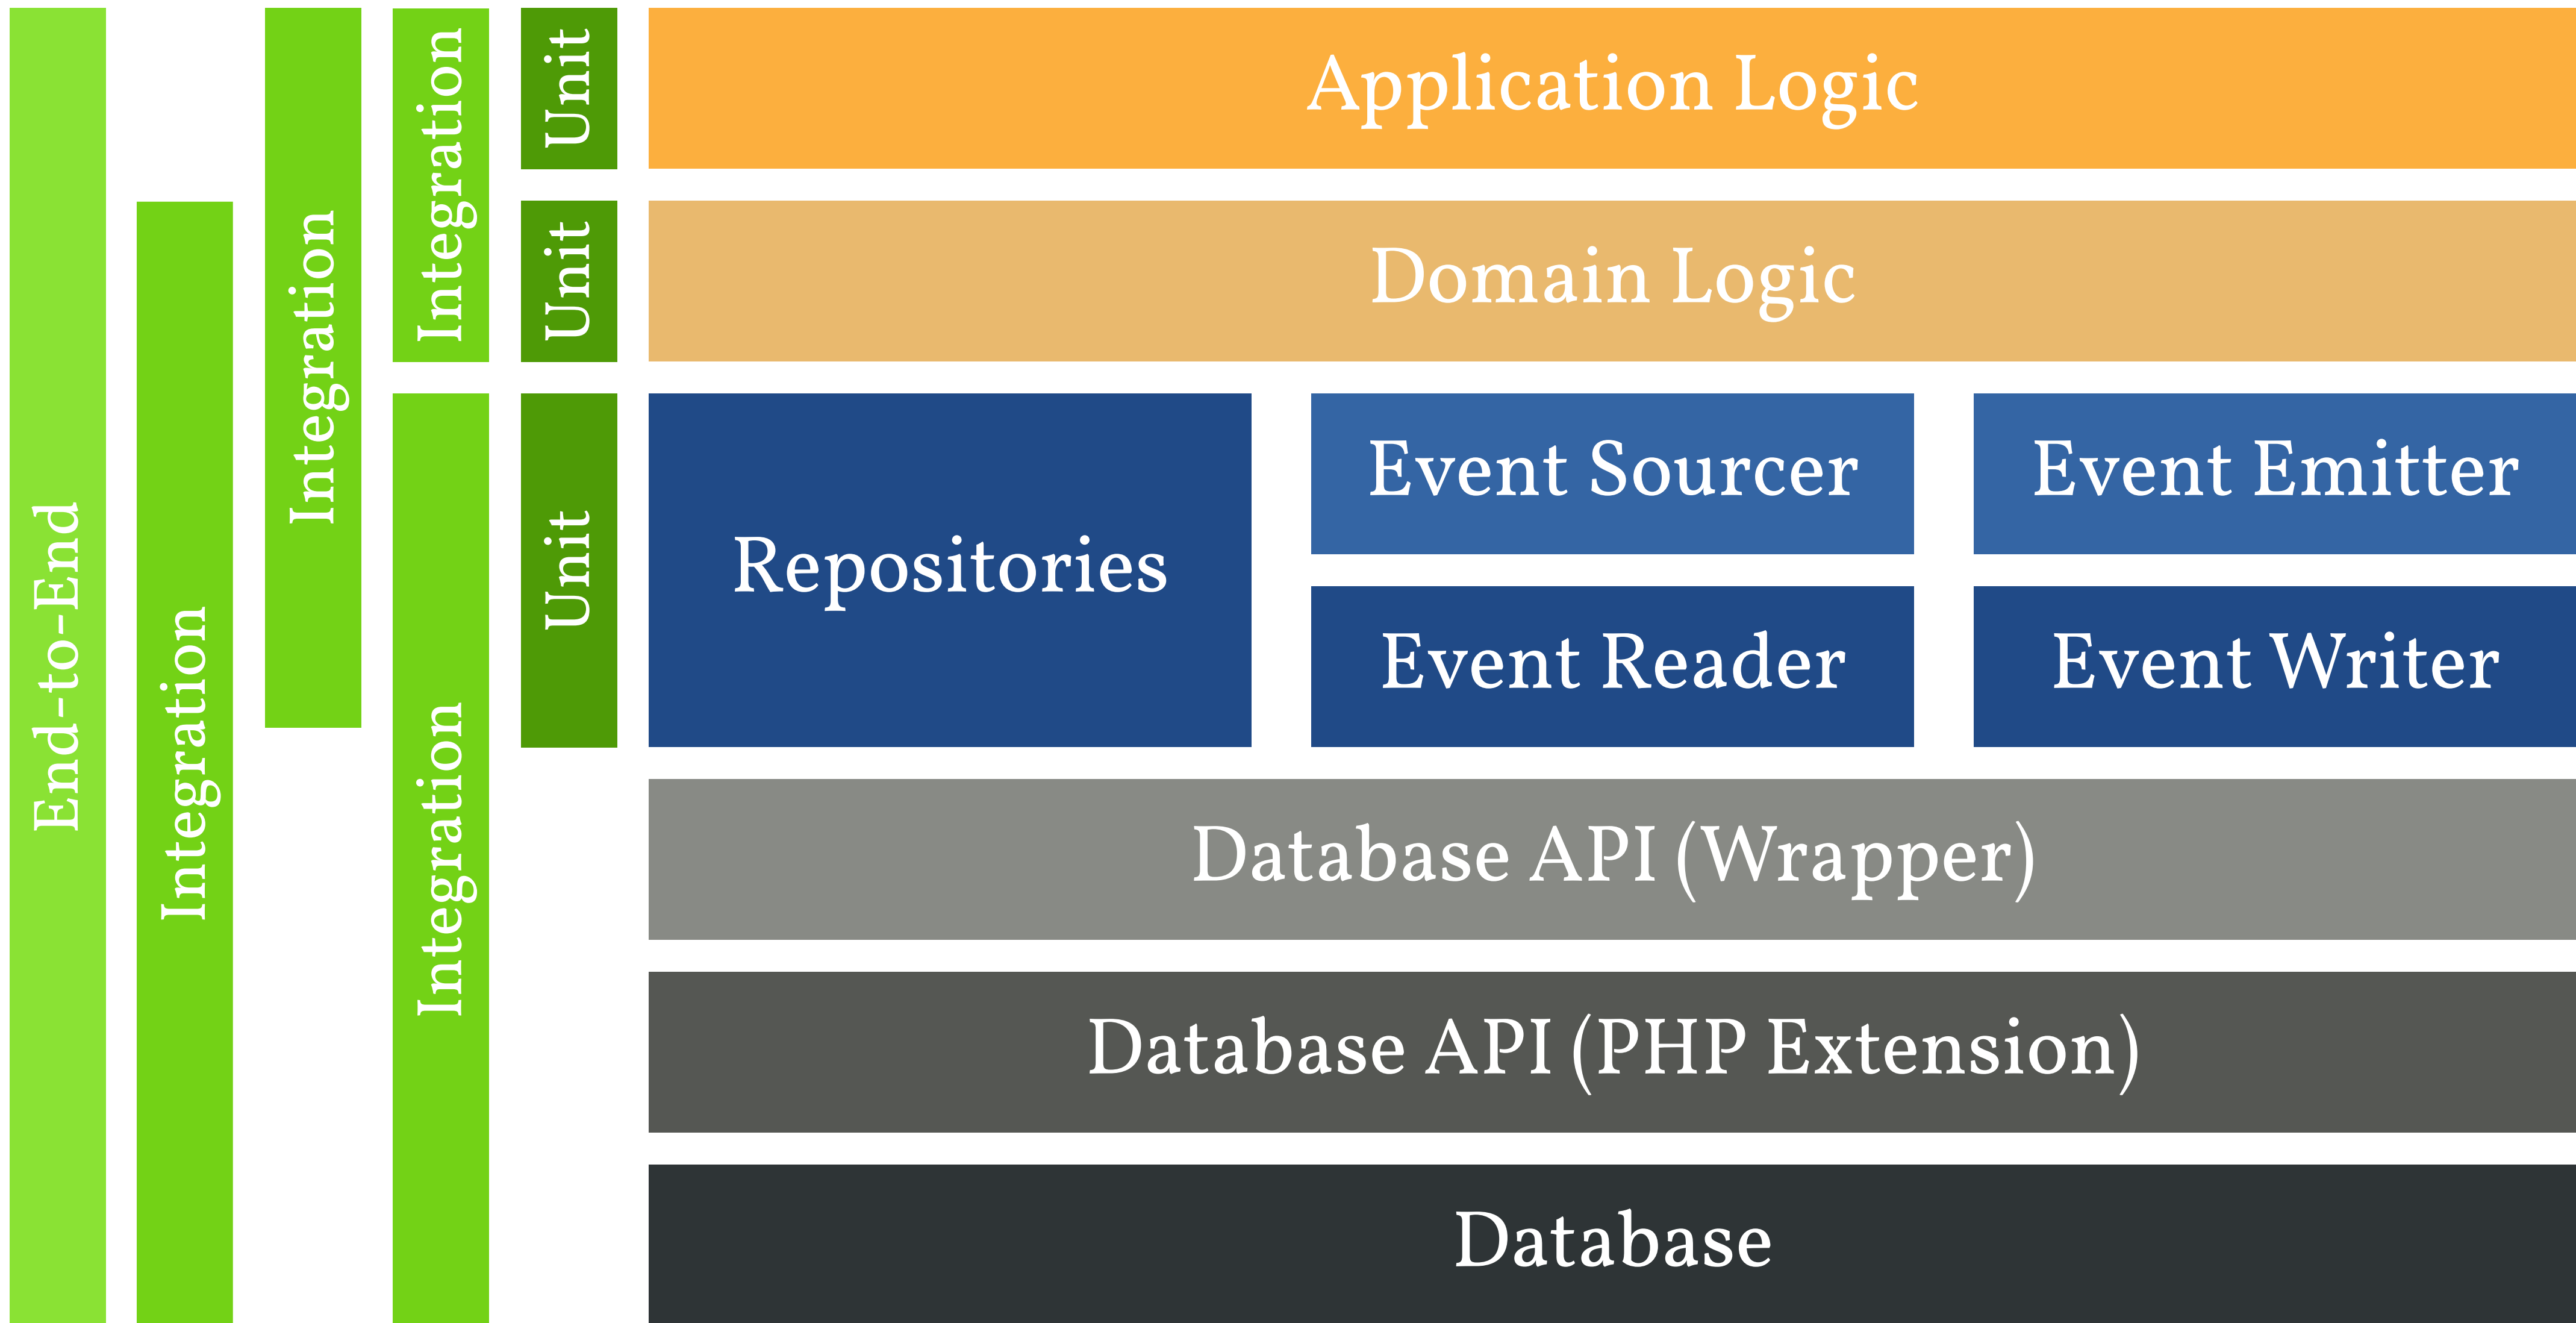 End-to-End
Integration
Integration
Integration
Integration
Unit
Unit
Unit
Application Logic
Domain Logic
Repositories
Event Sourcer
Event Emitter
Event Reader
Event Writer
Database API (Wrapper)
Database API (PHP Extension)
Database